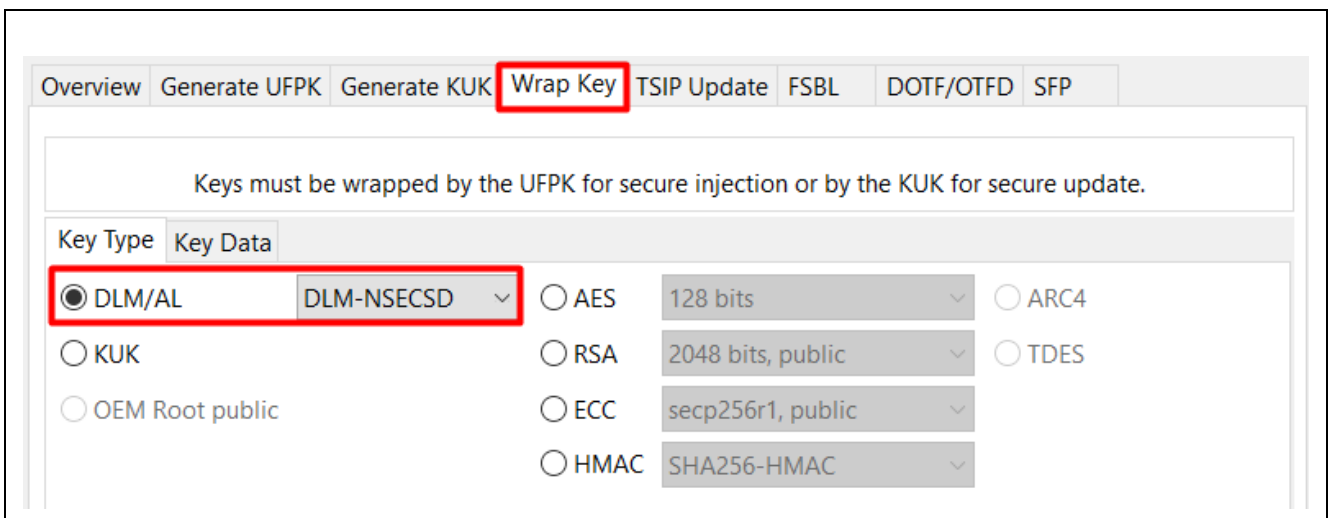 Overview Generate UFPK Generate KUK Wrap Key TSIP Update FSBL DOTF/OTFD SFP
Keys must be wrapped by the UFPK for secure injection or by the KUK for secure update.
Key Type Key Data
DLM/AL DLM-NSECSD AES 128 bits ARC4
KUK RSA 2048 bits, public TDES
OEM Root public ECC secp256r1, public
HMAC SHA256-HMAC